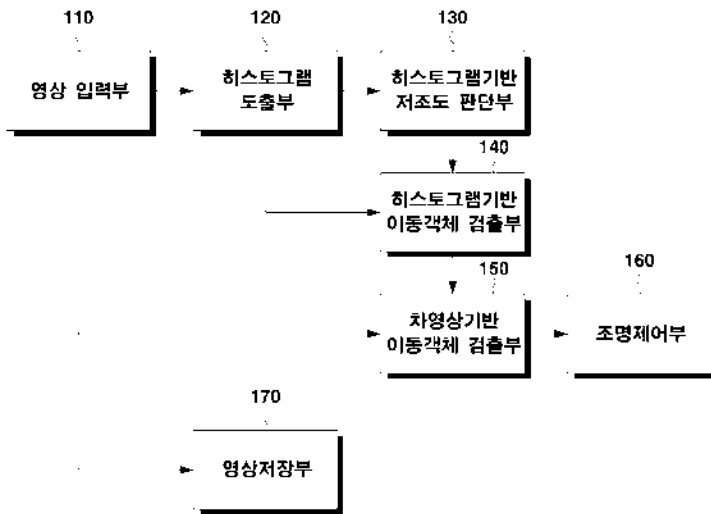 110
120
130
영상 입력부
히스토그램
도출부
히스토그램기반
저조도 판단부
140
히스토그램기반
이동객체 검출부
150
160
차영상기반
이동객체 검출부
조명제어부
170
영상저장부